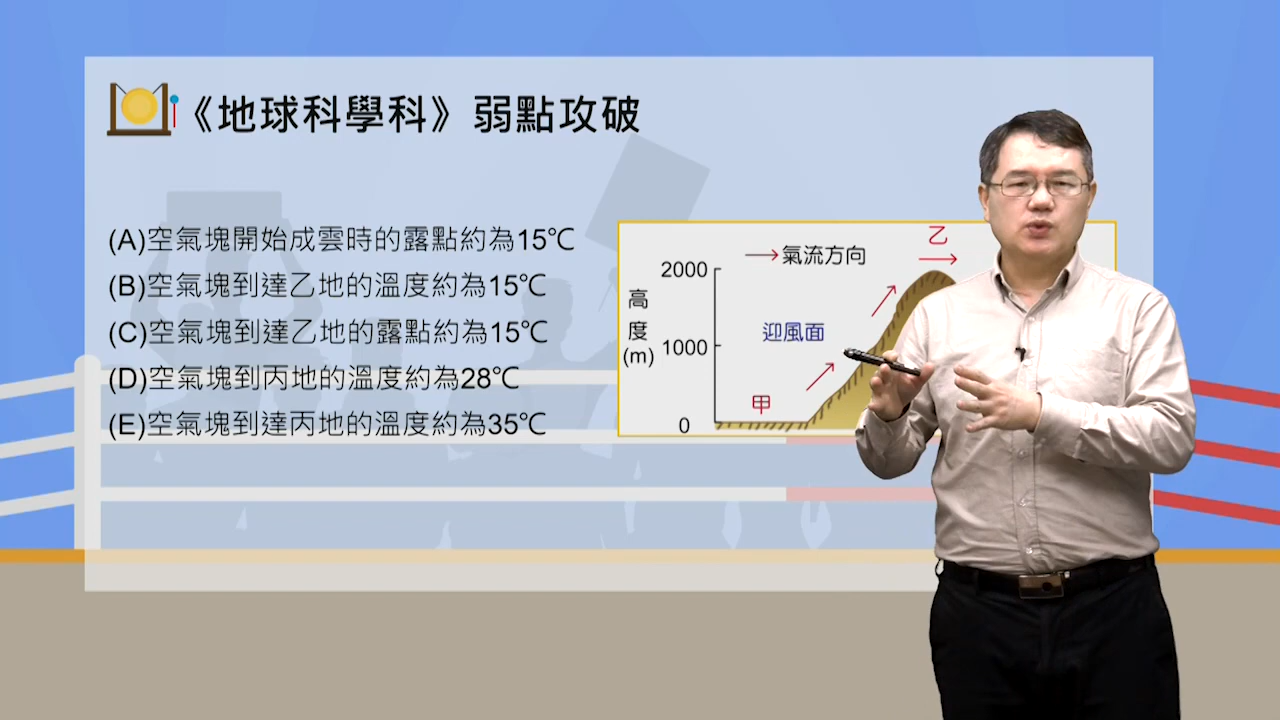 《地球科學科》弱點攻破
(A)空氣塊開始成雲時的露點約為15℃
(B)空氣塊到達乙地的溫度約為15℃
(C)空氣塊到達乙地的露點約為15℃
(D)空氣塊到丙地的溫度約為28℃
(E)空氣塊到達丙地的溫度約為35℃
乙
氣流方向
2000
高度(m)
迎風面
1000
甲
0